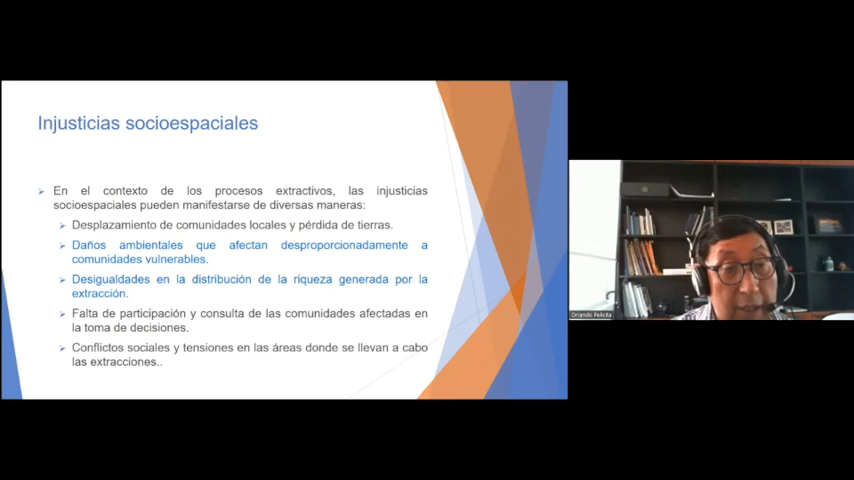 Injusticias socioespaciales
➢ En el contexto de los procesos extractivos, las injusticias
socioespaciales pueden manifestarse de diversas maneras:
➢ Desplazamiento de comunidades locales y pérdida de tierras.
➢ Daños ambientales que afectan desproporcionadamente a
comunidades vulnerables.
➢ Desigualdades en la distribución de la riqueza generada por la
extracción.
➢ Falta de participación y consulta de las comunidades afectadas en
la toma de decisiones.
➢ Conflictos sociales y tensiones en las áreas donde se llevan a cabo
las extracciones..
Orlando Felicita